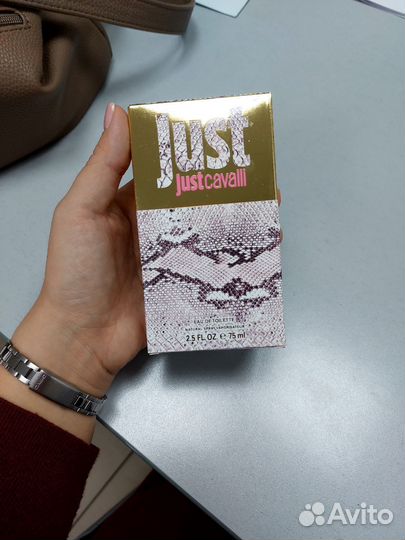 Just
justcavalli
EAU DE TOILETTE
NATURAL SPRAY VAPORISATEUR
2.5 FL OZ ℮ 75 ml
Avito